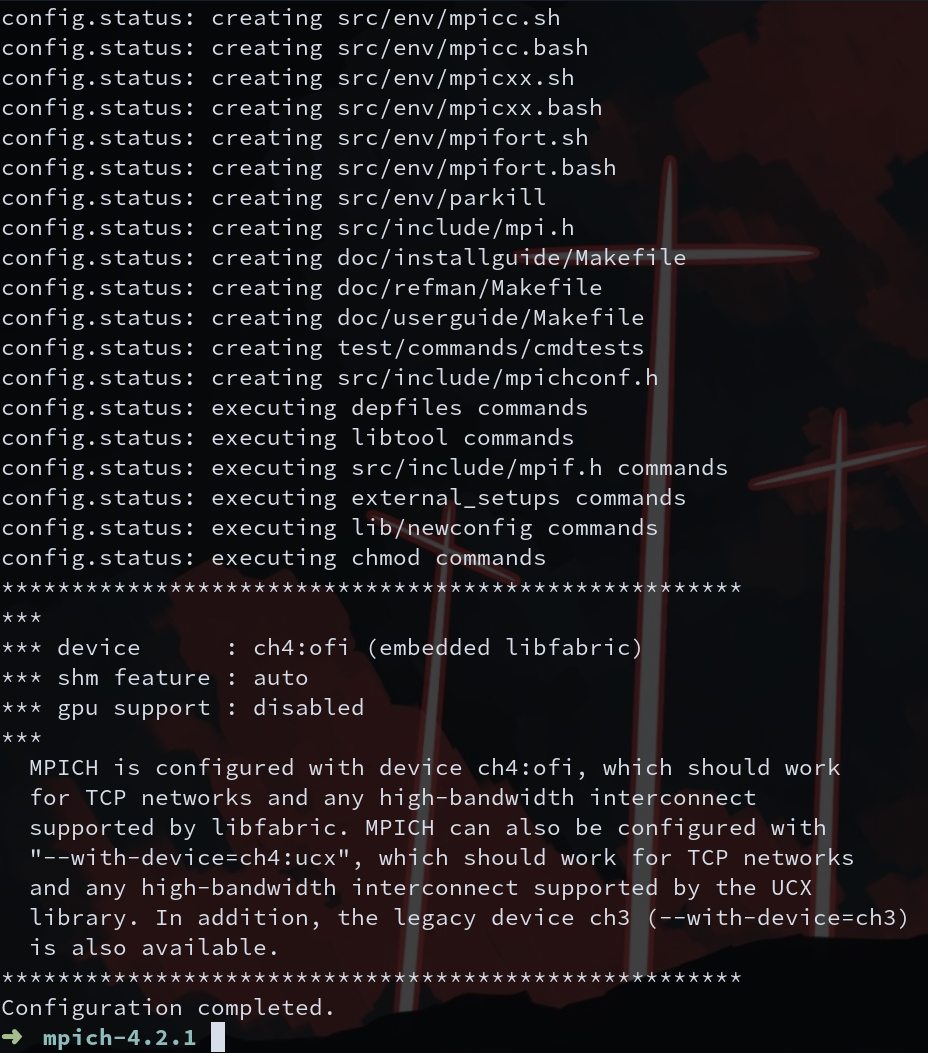 config.status: creating src/env/mpicc.sh
config.status: creating src/env/mpicc.bash
config.status: creating src/env/mpicxx.sh
config.status: creating src/env/mpicxx.bash
config.status: creating src/env/mpifort.sh
config.status: creating src/env/mpifort.bash
config.status: creating src/env/parkill
config.status: creating src/include/mpi.h
config.status: creating doc/installguide/Makefile
config.status: creating doc/refman/Makefile
config.status: creating doc/userguide/Makefile
config.status: creating test/commands/cmdtests
config.status: creating src/include/mpichconf.h
config.status: executing depfiles commands
config.status: executing libtool commands
config.status: executing src/include/mpif.h commands
config.status: executing external_setups commands
config.status: executing lib/newconfig commands
config.status: executing chmod commands
*****************************************************
***
*** device      : ch4:ofi (embedded libfabric)
*** shm feature : auto
*** gpu support : disabled
***
  MPICH is configured with device ch4:ofi, which should work
  for TCP networks and any high-bandwidth interconnect
  supported by libfabric. MPICH can also be configured with
  "--with-device=ch4:ucx", which should work for TCP networks
  and any high-bandwidth interconnect supported by the UCX
  library. In addition, the legacy device ch3 (--with-device=ch3)
  is also available.
*****************************************************
Configuration completed.
➜ mpich-4.2.1